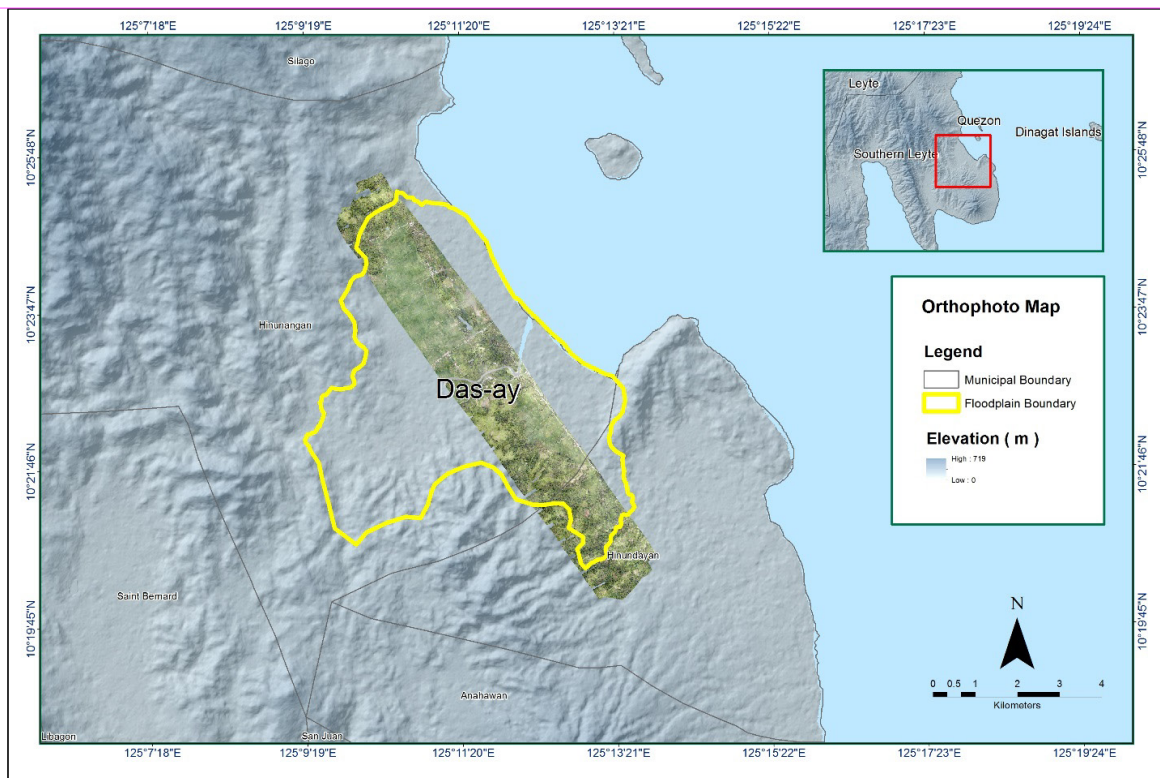 125°7'18"E
125°9'19"E
125°11'20"E
125°13'21"E
125°15'22"E
125°17'23"E
125°19'24"E
Silago
Leyte
Quezon
Dinagat Islands
Southern Leyte
10°25'48"N
10°25'48"N
10°23'47"N
10°23'47"N
Hinunangan
Das-ay
Orthophoto Map
Legend
Municipal Boundary
Floodplain Boundary
Elevation ( m )
High : 719
Low : 0
10°21'46"N
10°21'46"N
Hinundayan
Saint Bernard
10°19'45"N
10°19'45"N
N
0 0.5 1 2 3 4
Kilometers
Anahawan
Libagon
San Juan
125°7'18"E
125°9'19"E
125°11'20"E
125°13'21"E
125°15'22"E
125°17'23"E
125°19'24"E